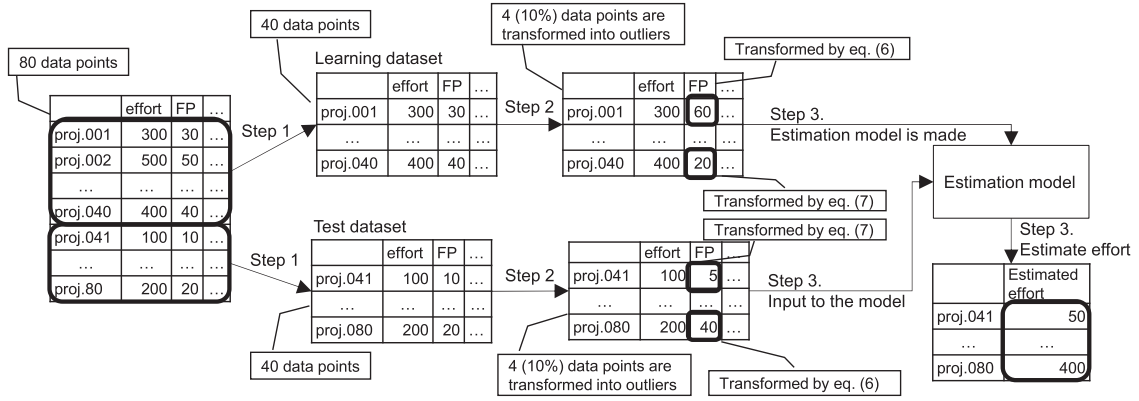 80 data points
effort FP ...
proj.001 300 30 ...
proj.002 500 50 ...
... ... ... ...
proj.040 400 40 ...
proj.041 100 10 ...
... ... ... ...
proj.80 200 20 ...
Step 1
Step 1
40 data points
Learning dataset
effort FP ...
proj.001 300 30 ...
... ... ... ...
proj.040 400 40 ...
Test dataset
effort FP ...
proj.041 100 10 ...
... ... ... ...
proj.080 200 20 ...
40 data points
Step 2
Step 2
4 (10%) data points are
transformed into outliers
Transformed by eq. (6)
effort FP ...
proj.001 300 60 ...
... ... ... ...
proj.040 400 20 ...
Transformed by eq. (7)
Transformed by eq. (7)
effort FP ...
proj.041 100 5 ...
... ... ... ...
proj.080 200 40 ...
4 (10%) data points are
transformed into outliers
Transformed by eq. (6)
Step 3.
Estimation model is made
Step 3.
Input to the model
Estimation model
Step 3.
Estimate effort
Estimated
effort
proj.041 50
... ...
proj.080 400